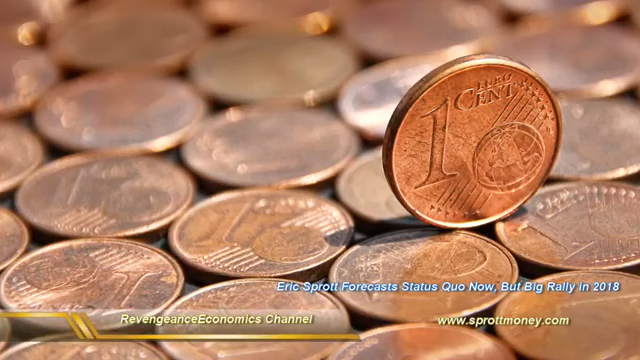 1 EURO
CENT
Eric Sprott Forecasts Status Quo Now, But Big Rally in 2018
RevengeanceEconomics Channel
www.sprottmoney.com